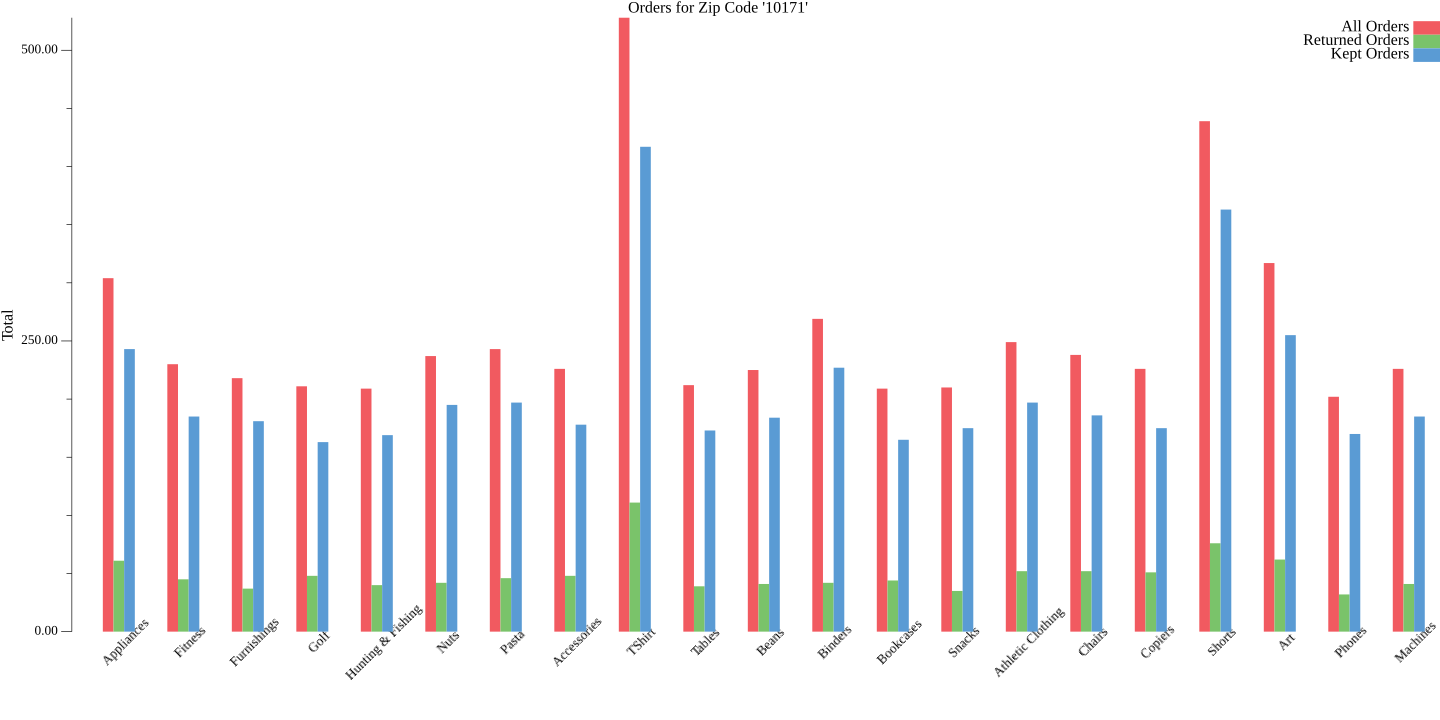 Orders for Zip Code '10171'
All Orders
Returned Orders
Kept Orders
500.00
250.00
0.00
Total
Appliances
Fitness
Furnishings
Golf
Hunting & Fishing
Nuts
Pasta
Accessories
TShirt
Tables
Beans
Binders
Bookcases
Snacks
Athletic Clothing
Chairs
Copiers
Shorts
Art
Phones
Machines